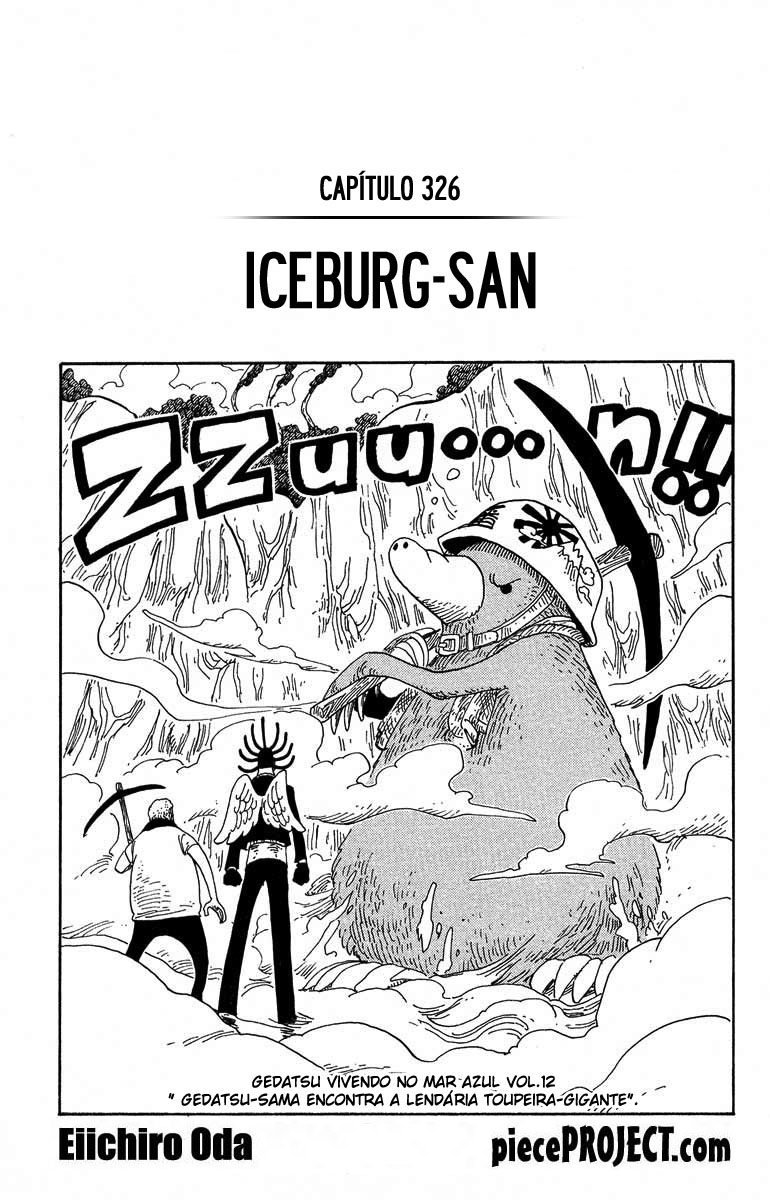 CAPÍTULO 326
ICEBURG-SAN
ZZuu...n!!
GEDATSU VIVENDO NO MAR AZUL VOL.12
" GEDATSU-SAMA ENCONTRA A LENDÁRIA TOUPEIRA-GIGANTE".
Eiichiro Oda
piecePROJECT.com